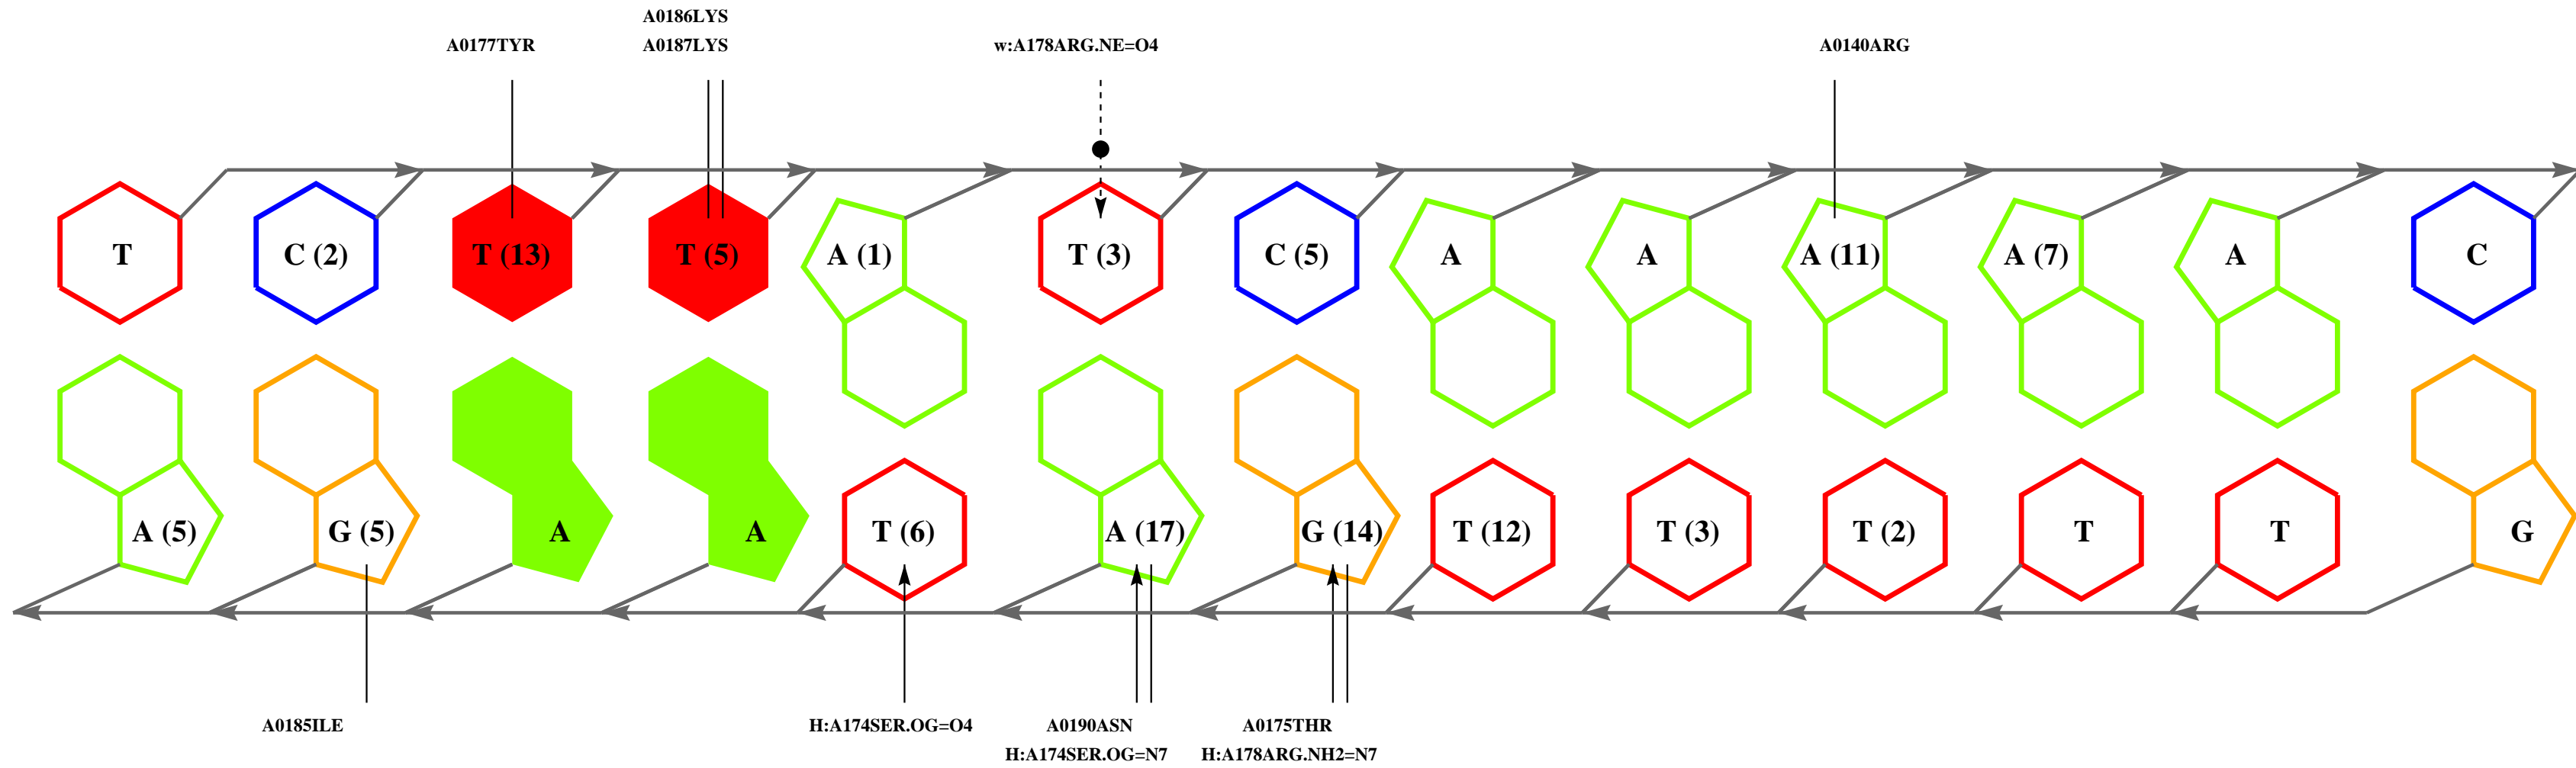 A0186LYS
A0177TYR A0187LYS w:A178ARG.NE=O4 A0140ARG
T C (2) T (13) T (5) A (1) T (3) C (5) A A A (11) A (7) A C
A (5) G (5) A A T (6) A (17) G (14) T (12) T (3) T (2) T T G
A0185ILE H:A174SER.OG=O4 A0190ASN A0175THR
H:A174SER.OG=N7 H:A178ARG.NH2=N7